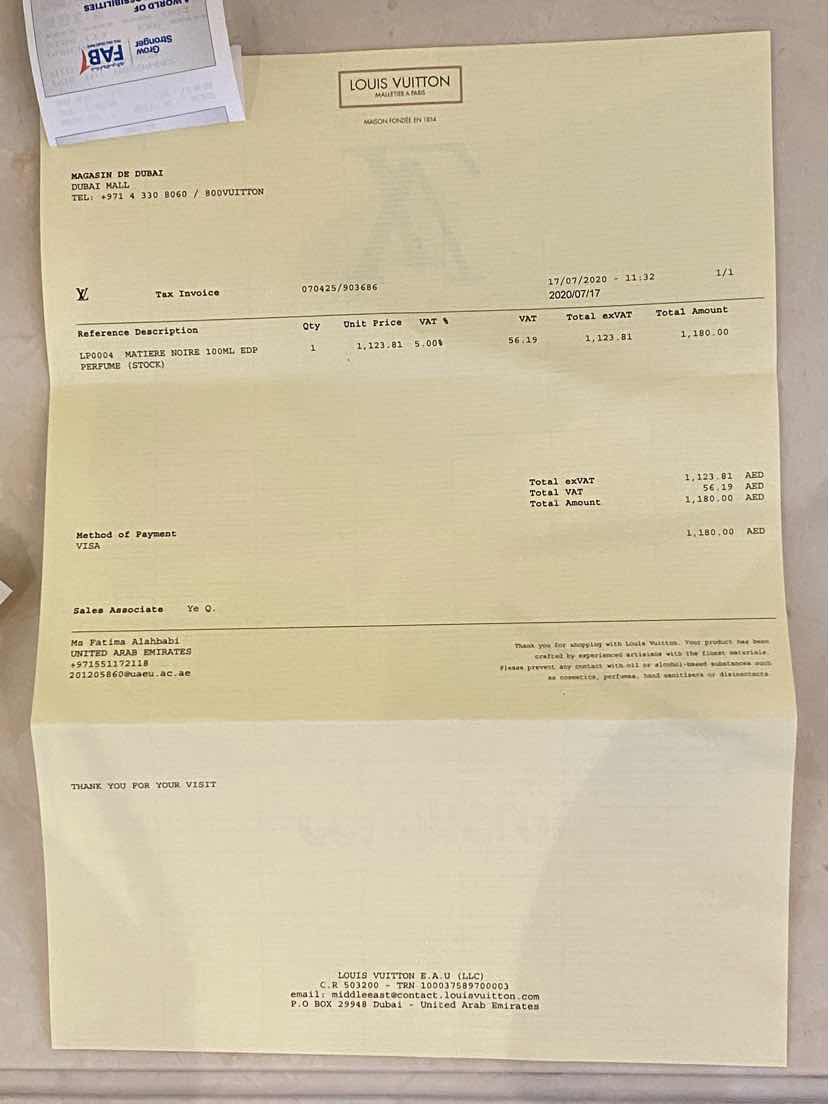 A WORLD OF
Grow
Stronger
FAB
LOUIS VUITTON
MALLETIER À PARIS
MAISON FONDÉE EN 1854
MAGASIN DE DUBAI
DUBAI MALL
TEL: +971 4 330 8060 / 800VUITTON
Tax Invoice 070425/903686 17/07/2020 - 11:32 1/1
2020/07/17
Reference Description Qty Unit Price VAT % VAT Total exVAT Total Amount
LP0004 MATIERE NOIRE 100ML EDP 1 1,123.81 5.00% 56.19 1,123.81 1,180.00
PERFUME (STOCK)
Total exVAT 1,123.81 AED
Total VAT 56.19 AED
Total Amount 1,180.00 AED
Method of Payment
VISA 1,180.00 AED
Sales Associate Ye Q.
Ms Fatima Alahbabi
UNITED ARAB EMIRATES
+971551172118
201205860@uaeu.ac.ae
Thank you for shopping with Louis Vuitton. Your product has been
crafted by experienced artisians with the finest materials.
Please prevent any contact with oil or alcohol-based substances such
as cosmetics, perfumes, hand sanitizers or disinectants.
THANK YOU FOR YOUR VISIT
LOUIS VUITTON E.A.U (LLC)
C.R 503200 - TRN 100037589700003
email: middleeast@contact.louisvuitton.com
P.O BOX 29948 Dubai - United Arab Emirates